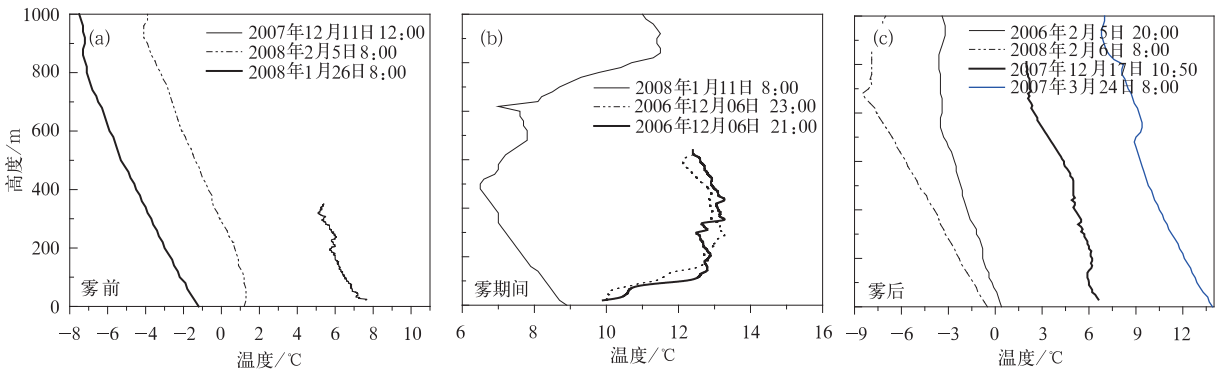 1000
800
600
400
200
0
高度/m
(a)
2007年12月11日12:00
2008年2月5日8:00
2008年1月26日8:00
雾前
−8 −6 −4 −2 0 2 4 6 8 10
温度/℃
(b)
2008年1月11日 8:00
2006年12月06日 23:00
2006年12月06日 21:00
雾期间
6 8 10 12 14 16
温度/℃
(c)
2006年2月5日 20:00
2008年2月6日 8:00
2007年12月17日 10:50
2007年3月24日 8:00
雾后
−9 −6 −3 0 3 6 9 12
温度/℃